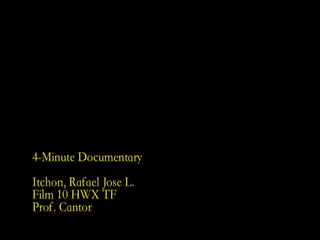 4-Minute Documentary
Itchon, Rafael Jose L.
Film 10 HWX TF
Prof. Cantor